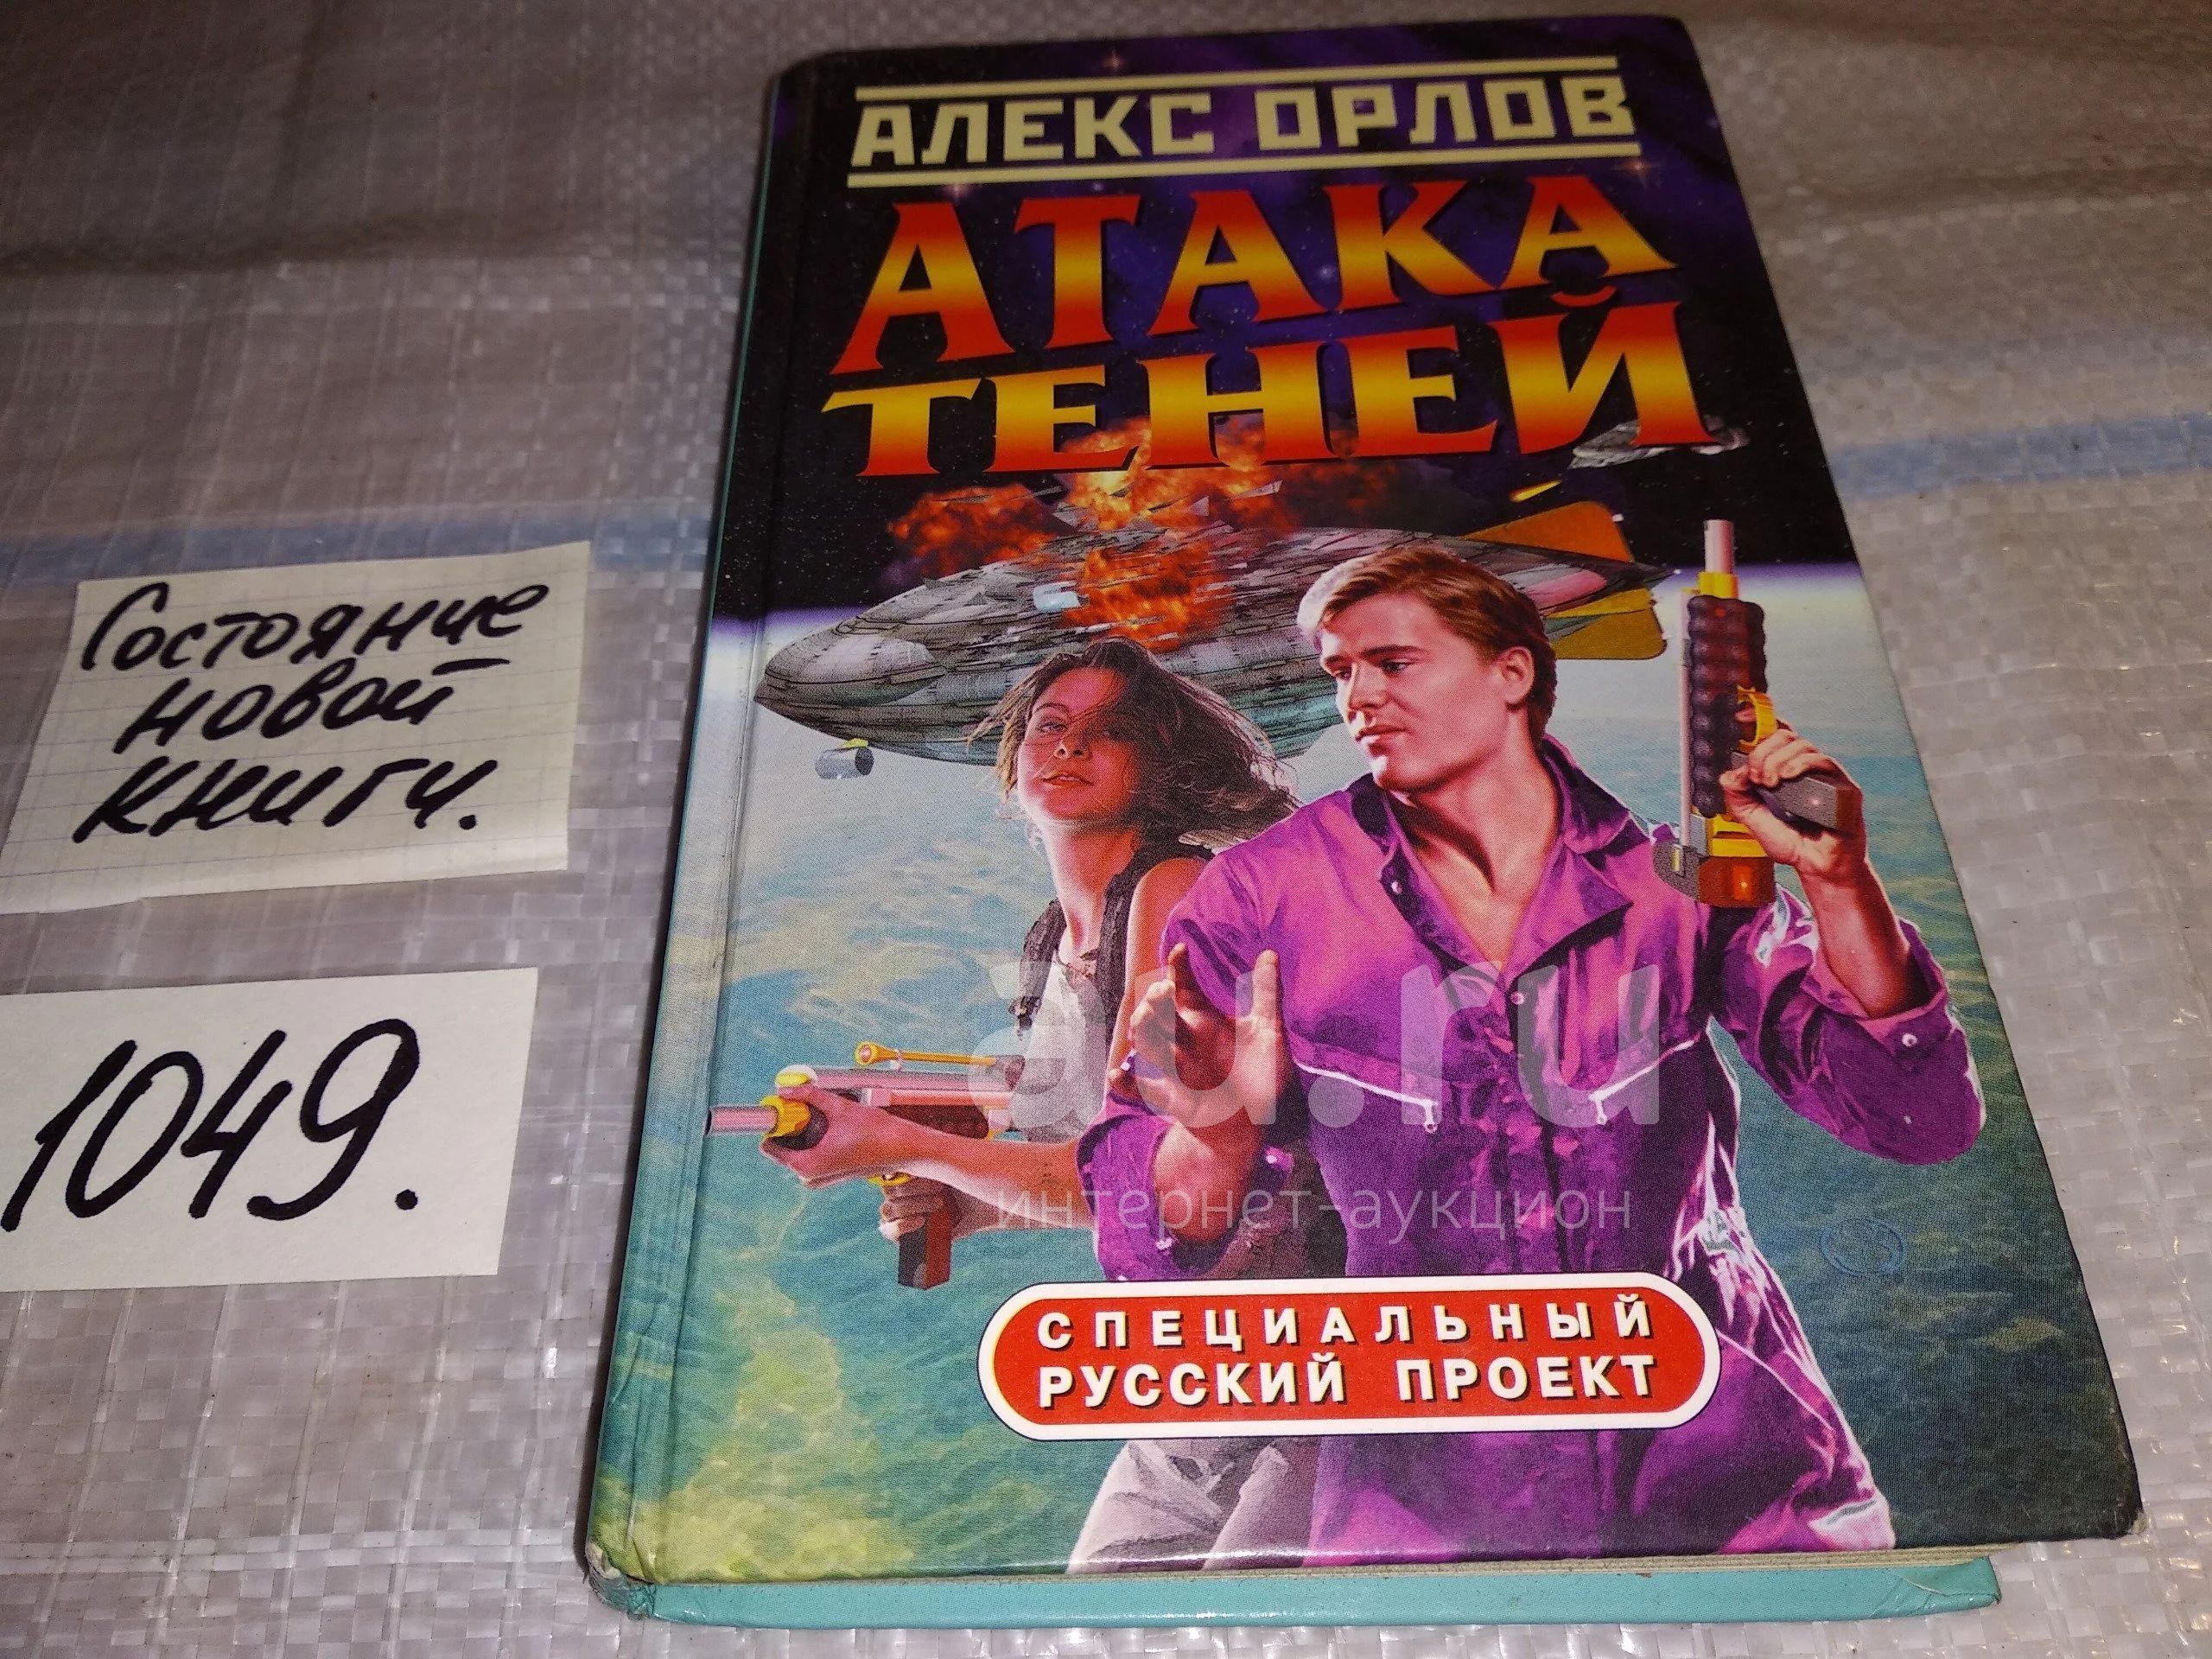 АЛЕКС ОРЛОВ
АТАКА
ТЕНЕЙ
Состояние
новой
книги.
1049.
au.ru
интернет-аукцион
СПЕЦИАЛЬНЫЙ
РУССКИЙ ПРОЕКТ